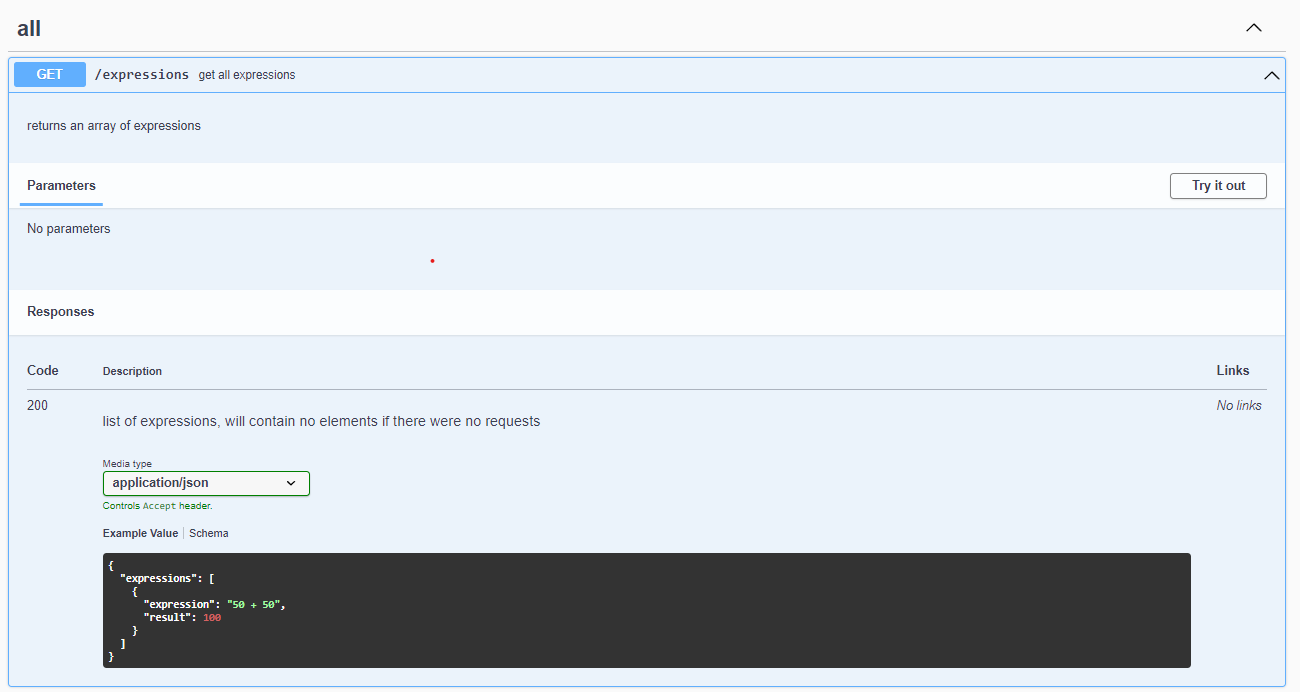 all
GET /expressions get all expressions
returns an array of expressions
Parameters Try it out
No parameters
Responses
Code Description Links
200 No links
list of expressions, will contain no elements if there were no requests
Media type
application/json
Controls Accept header.
Example Value Schema
{
  "expressions": [
    {
      "expression": "50 + 50",
      "result": 100
    }
  ]
}